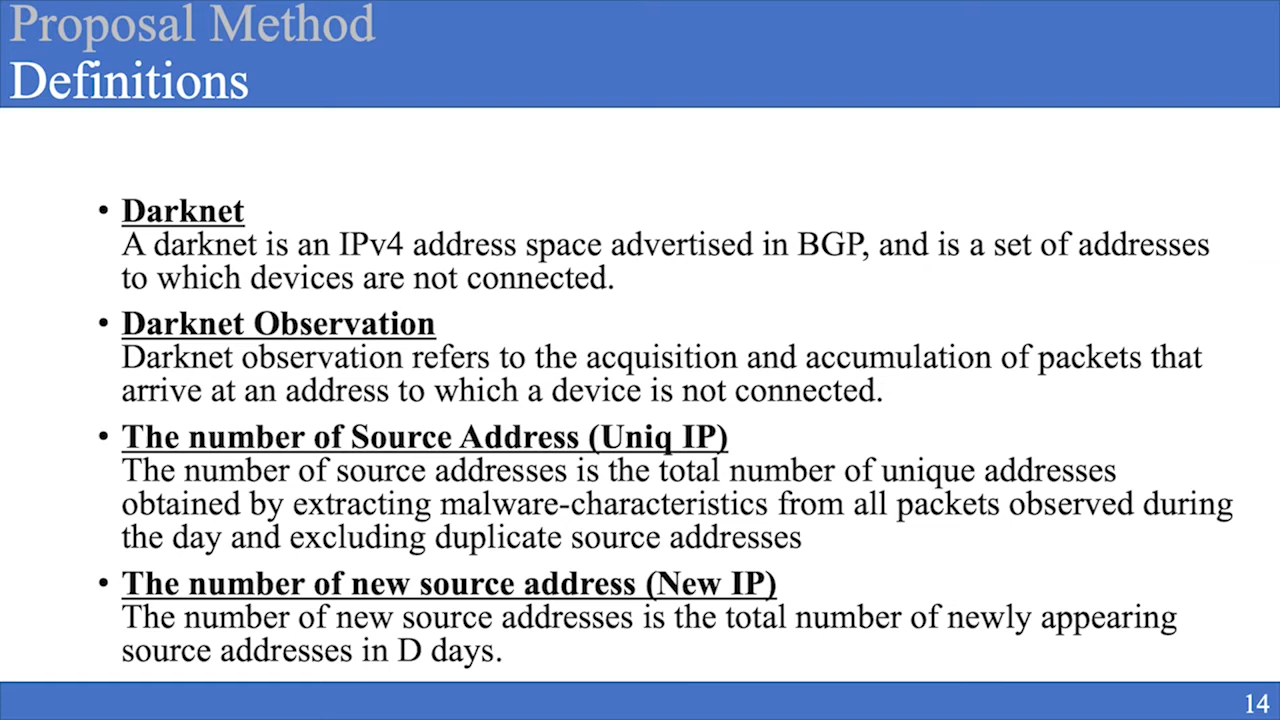 Proposal Method
Definitions
• Darknet
A darknet is an IPv4 address space advertised in BGP, and is a set of addresses
to which devices are not connected.
• Darknet Observation
Darknet observation refers to the acquisition and accumulation of packets that
arrive at an address to which a device is not connected.
• The number of Source Address (Uniq IP)
The number of source addresses is the total number of unique addresses
obtained by extracting malware-characteristics from all packets observed during
the day and excluding duplicate source addresses
• The number of new source address (New IP)
The number of new source addresses is the total number of newly appearing
source addresses in D days.
14